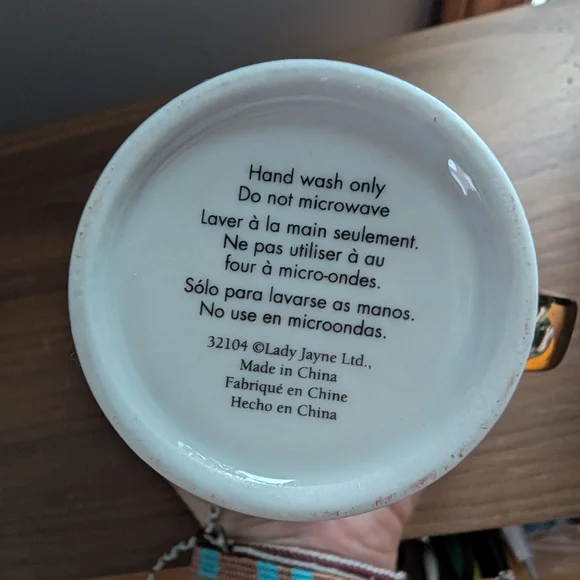 Hand wash only
Do not microwave
Laver à la main seulement.
Ne pas utiliser à au
four à micro-ondes.
Sólo para lavarse as manos.
No use en microondas.
32104 ©Lady Jayne Ltd.,
Made in China
Fabriqué en Chine
Hecho en China